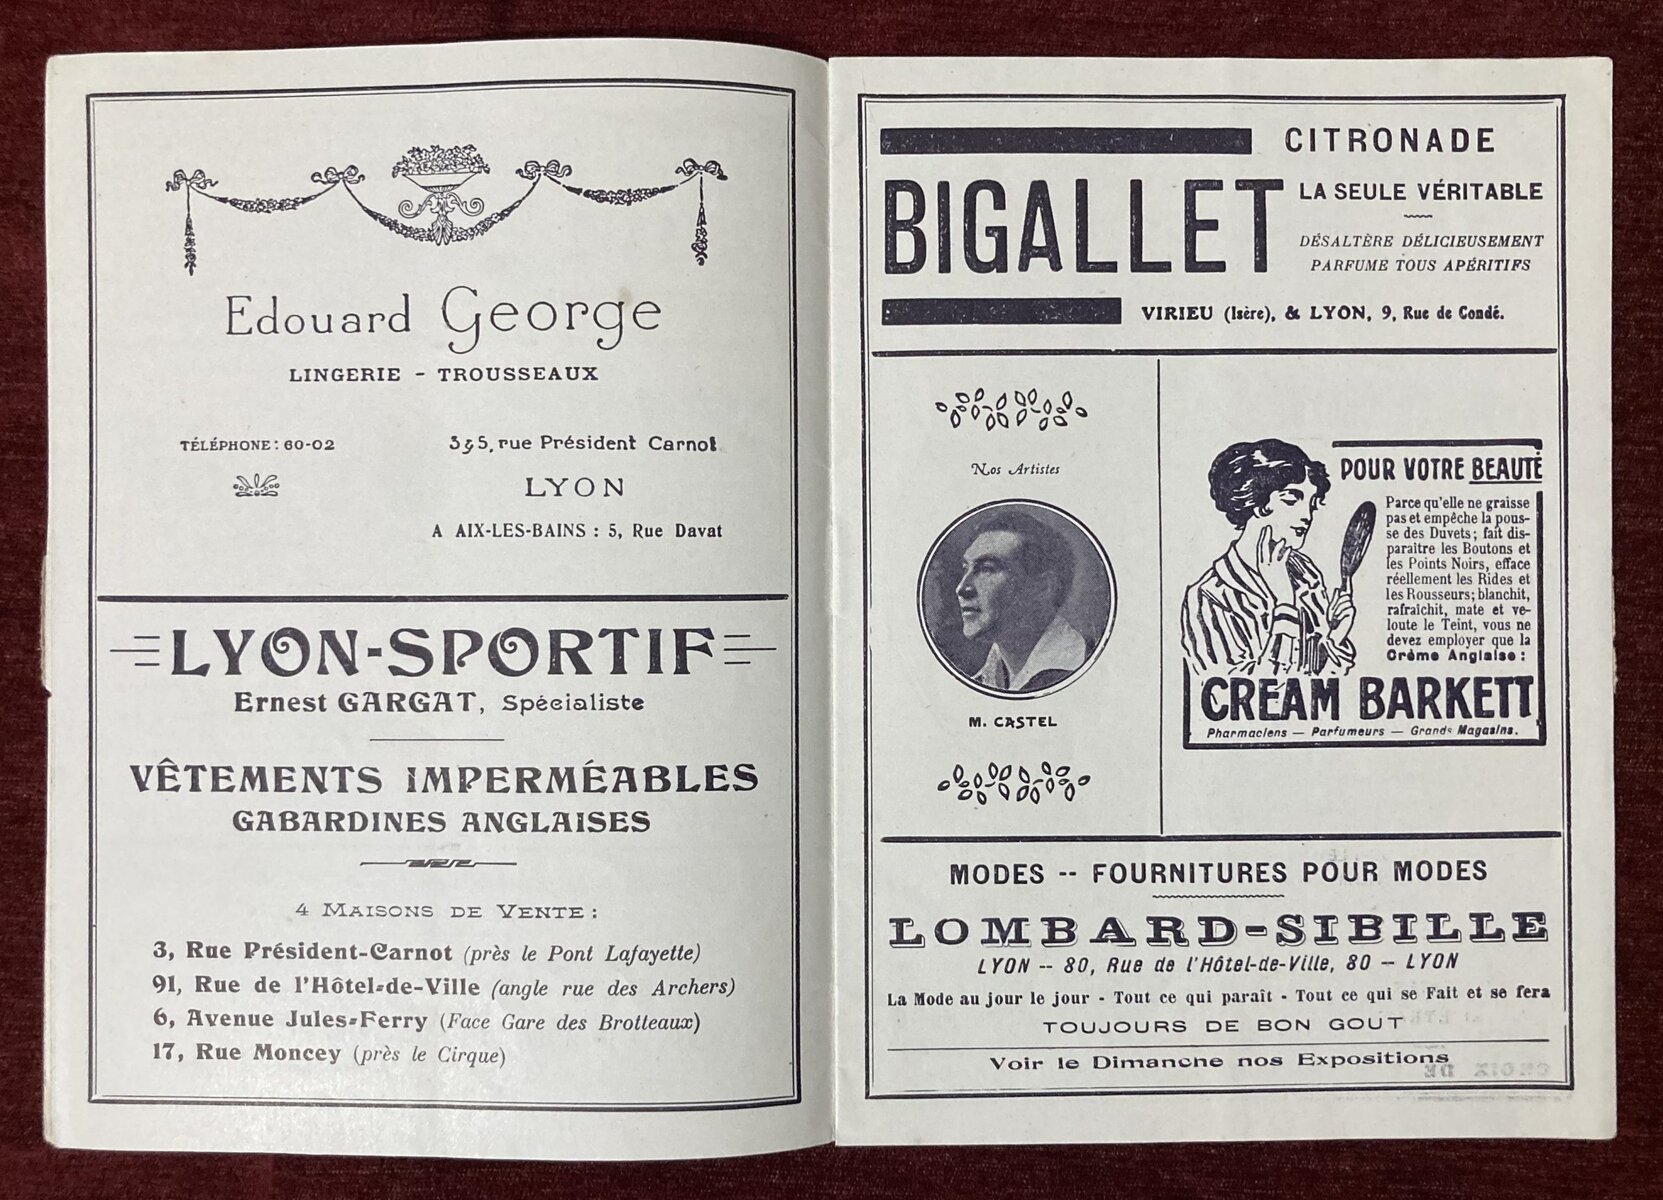 Edouard George
LINGERIE - TROUSSEAUX
TÉLÉPHONE : 60-02
3 & 5, rue Président Carnot
LYON
A AIX-LES-BAINS : 5, Rue Davat
LYON-SPORTIF
Ernest GARGAT, Spécialiste
VÊTEMENTS IMPERMÉABLES
GABARDINES ANGLAISES
4 MAISONS DE VENTE :
3, Rue Président-Carnot (près le Pont Lafayette)
91, Rue de l'Hôtel-de-Ville (angle rue des Archers)
6, Avenue Jules-Ferry (Face Gare des Brotteaux)
17, Rue Moncey (près le Cirque)
CITRONADE
BIGALLET
LA SEULE VÉRITABLE
DÉSALTÈRE DÉLICIEUSEMENT
PARFUME TOUS APÉRITIFS
VIRIEU (Isère), & LYON, 9, Rue de Condé.
Nos Artistes
M. CASTEL
POUR VOTRE BEAUTÉ
Parce qu'elle ne graisse
pas et empêche la pous-
se des Duvets ; fait dis-
paraître les Boutons et
les Points Noirs, efface
réellement les Rides et
les Rousseurs; blanchit,
rafraîchit, mate et ve-
loute le Teint, vous ne
devez employer que la
Crème Anglaise :
CREAM BARKETT
Pharmaciens — Parfumeurs — Grands Magasins.
MODES -- FOURNITURES POUR MODES
LOMBARD-SIBILLE
LYON -- 80, Rue de l'Hôtel-de-Ville, 80 — LYON
La Mode au jour le jour - Tout ce qui paraît - Tout ce qui se Fait et se fera
TOUJOURS DE BON GOUT
Voir le Dimanche nos Expositions